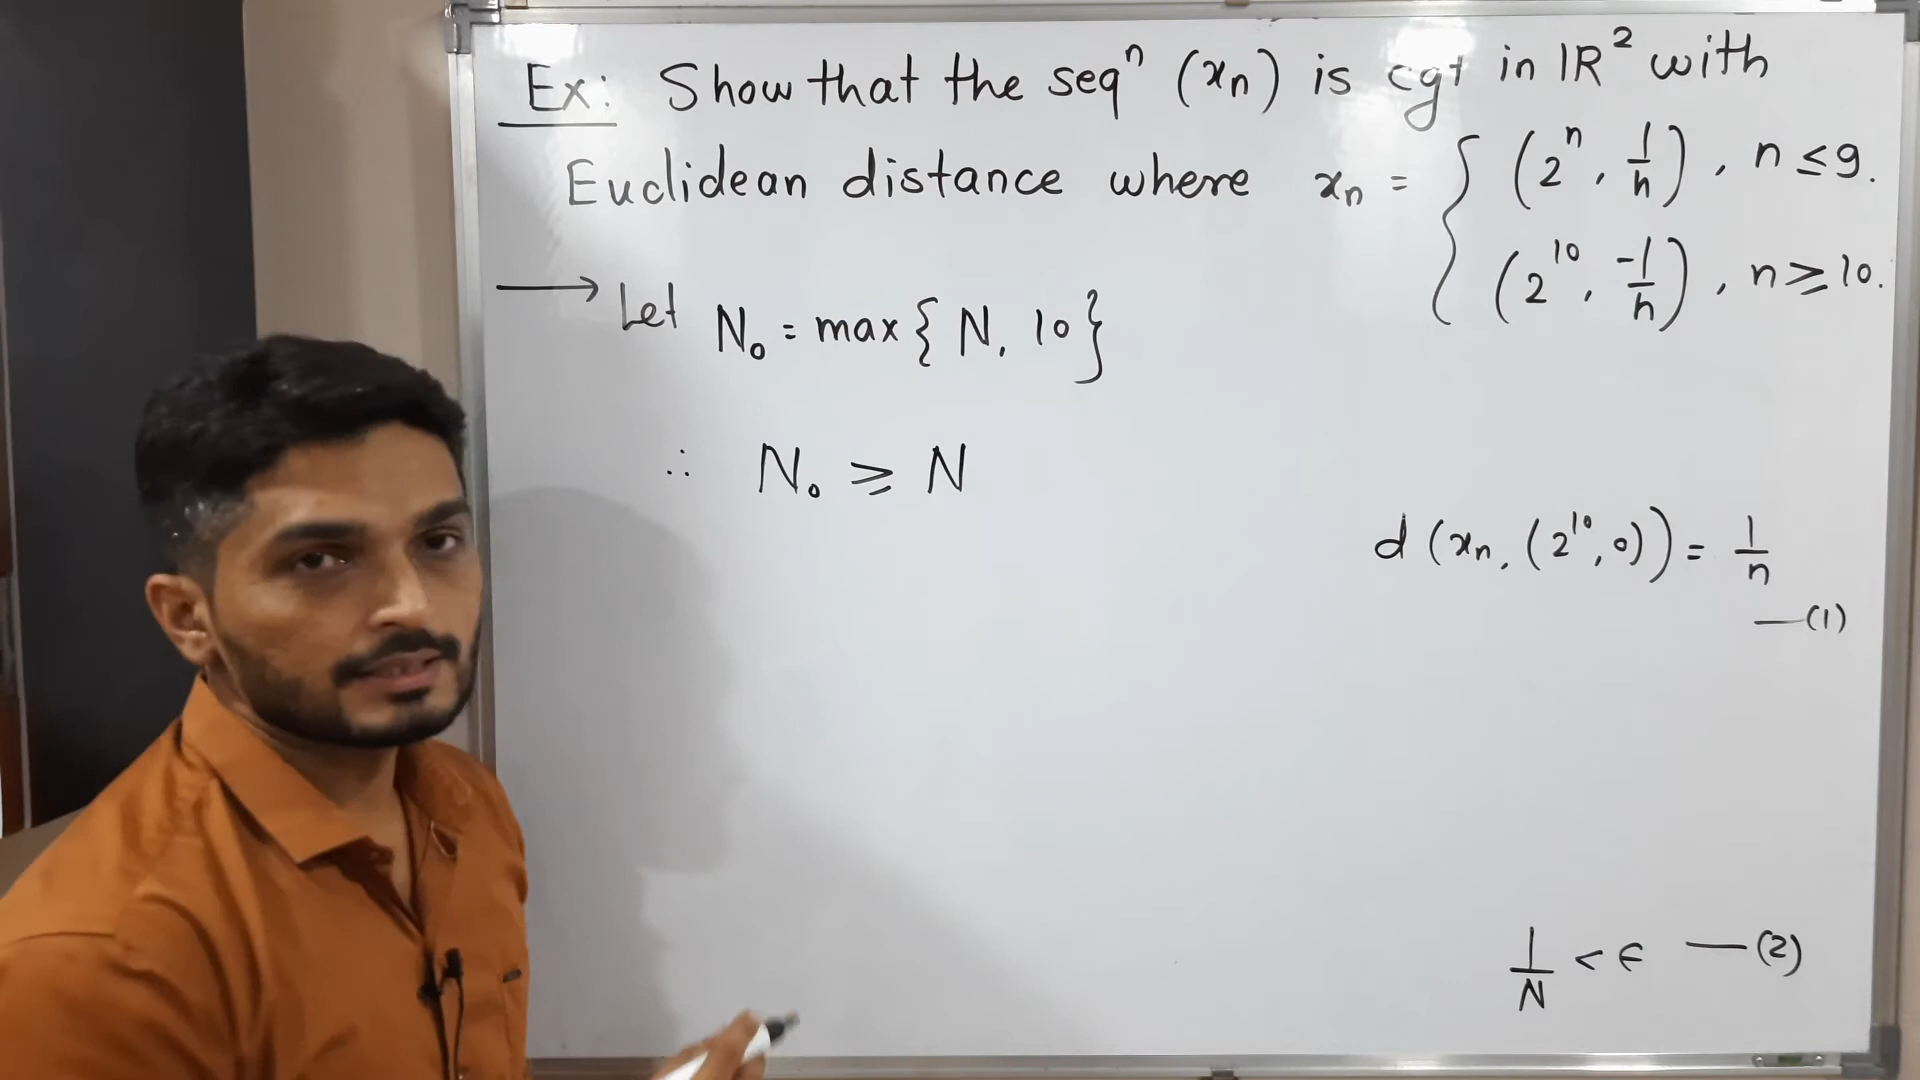 Ex: Show that the seqⁿ (xₙ) is cgt in ℝ² with
Euclidean distance where xₙ = { (2ⁿ, 1/n), n ≤ 9.
(2¹⁰, -1/n), n ≥ 10.
→ Let N₀ = max{N, 10}
∴ N₀ ≥ N
d(xₙ, (2¹⁰, 0)) = 1/n
—(1)
1/N < ϵ —(2)